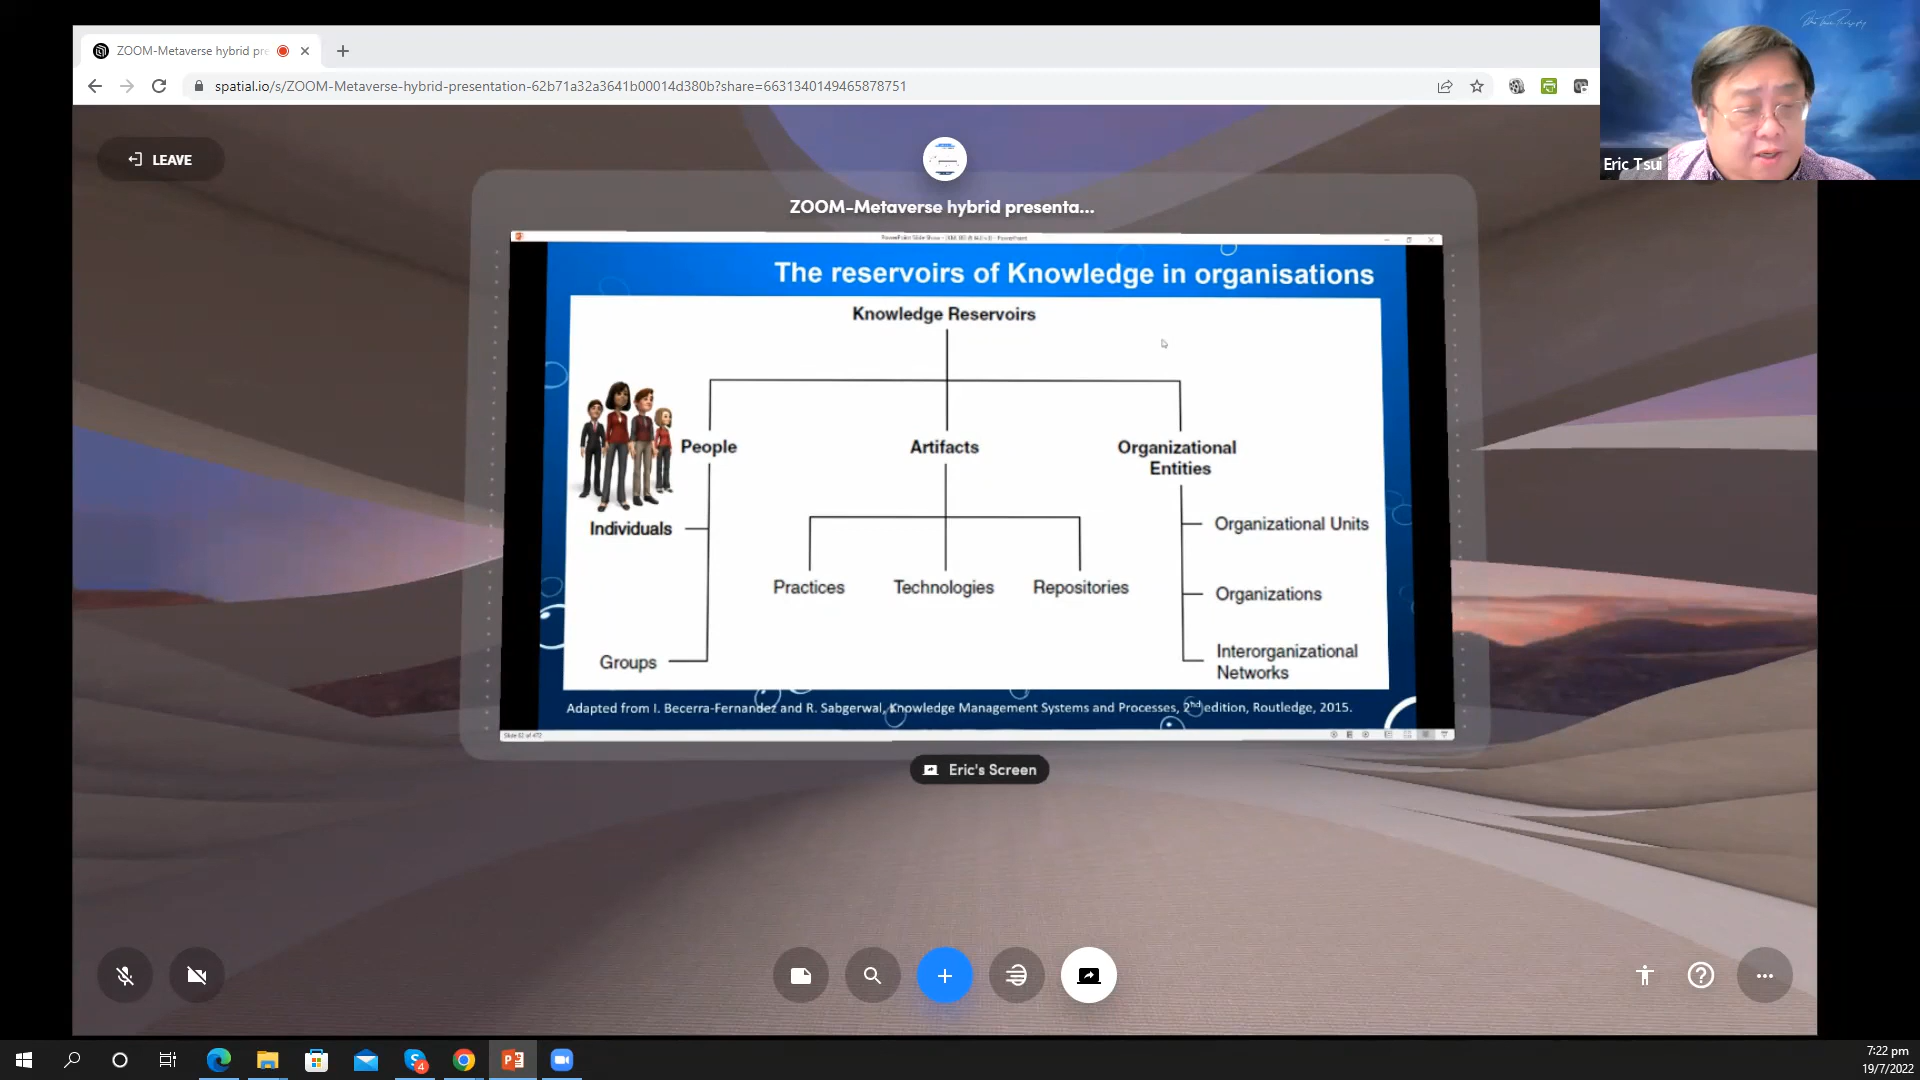 ZOOM-Metaverse hybrid pre
spatial.io/s/ZOOM-Metaverse-hybrid-presentation-62b71a32a3641b00014d380b?share=6631340149465878751
Eric Tsui
LEAVE
ZOOM-Metaverse hybrid presenta...
The reservoirs of Knowledge in organisations
Knowledge Reservoirs
People
Artifacts
Organizational
Entities
Individuals
Organizational Units
Practices
Technologies
Repositories
Organizations
Groups
Interorganizational
Networks
Adapted from I. Becerra-Fernandez and R. Sabgerwal, Knowledge Management Systems and Processes, 2nd edition, Routledge, 2015.
Eric's Screen
4
7:22 pm
19/7/2022